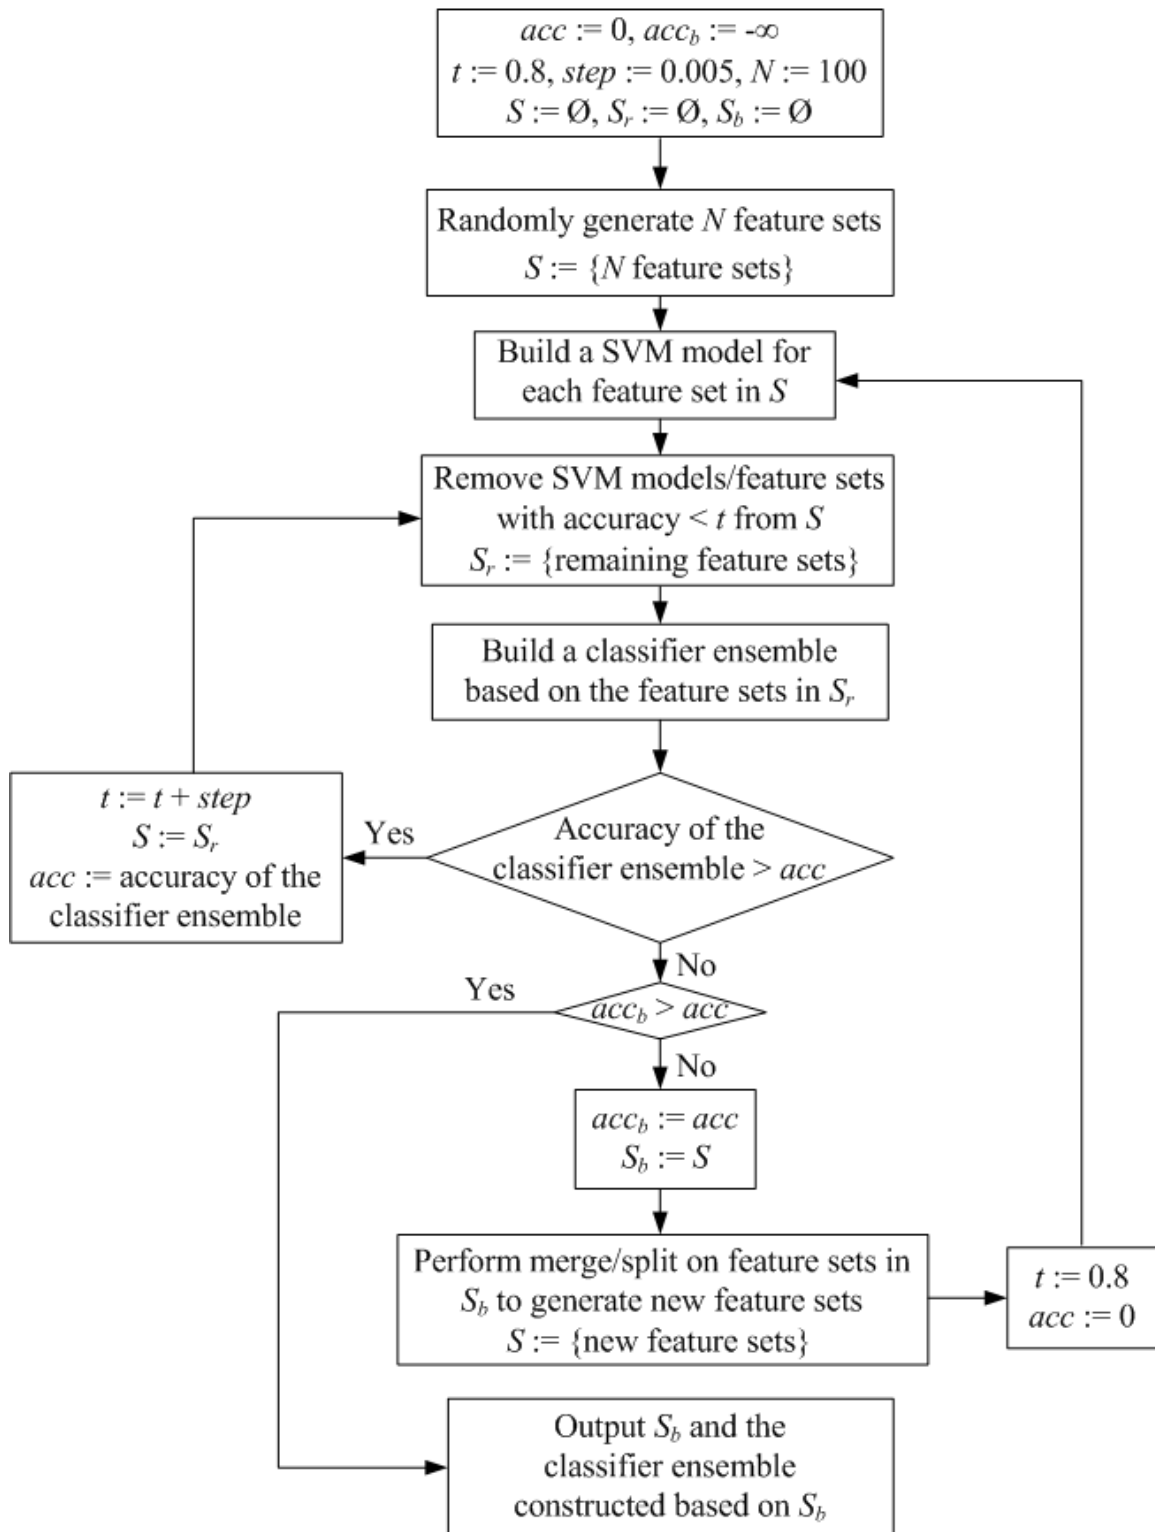 acc := 0, acc_b := -∞
t := 0.8, step := 0.005, N := 100
S := Ø, S_r := Ø, S_b := Ø
Randomly generate N feature sets
S := {N feature sets}
Build a SVM model for
each feature set in S
Remove SVM models/feature sets
with accuracy < t from S
S_r := {remaining feature sets}
Build a classifier ensemble
based on the feature sets in S_r
t := t + step
S := S_r
acc := accuracy of the
classifier ensemble
Yes
Accuracy of the
classifier ensemble > acc
No
Yes
acc_b > acc
No
acc_b := acc
S_b := S
Perform merge/split on feature sets in
S_b to generate new feature sets
S := {new feature sets}
t := 0.8
acc := 0
Output S_b and the
classifier ensemble
constructed based on S_b